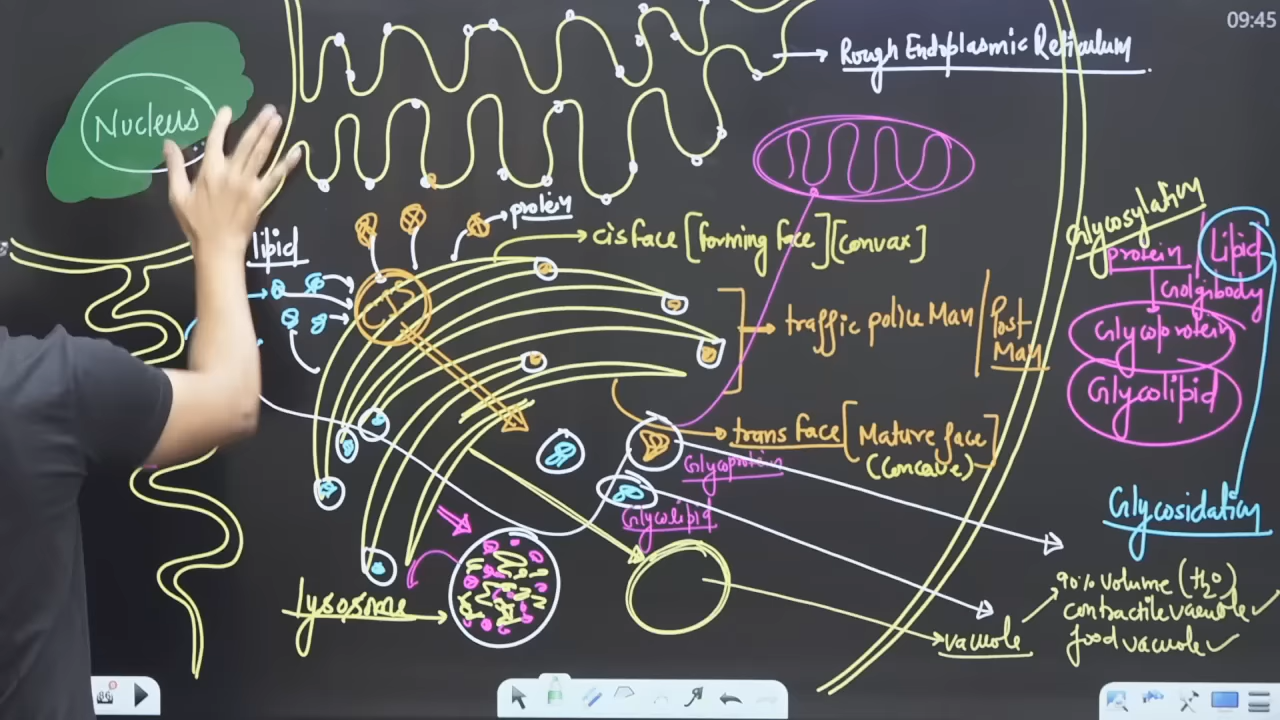 09:45
Rough Endoplasmic Reticulum
Nucleus
protein
lipid
cis face [forming face] [convax]
Glycosylation
protein / Lipid
Golgibody
Glycoprotein
Glycolipid
traffic police Man / Post Man
trans face [Mature face]
(concave)
Glycoprotein
Glycolipid
Glycosidation
lysosme
vacuole
90% volume (H2O)
contractile vacuole
food vacuole